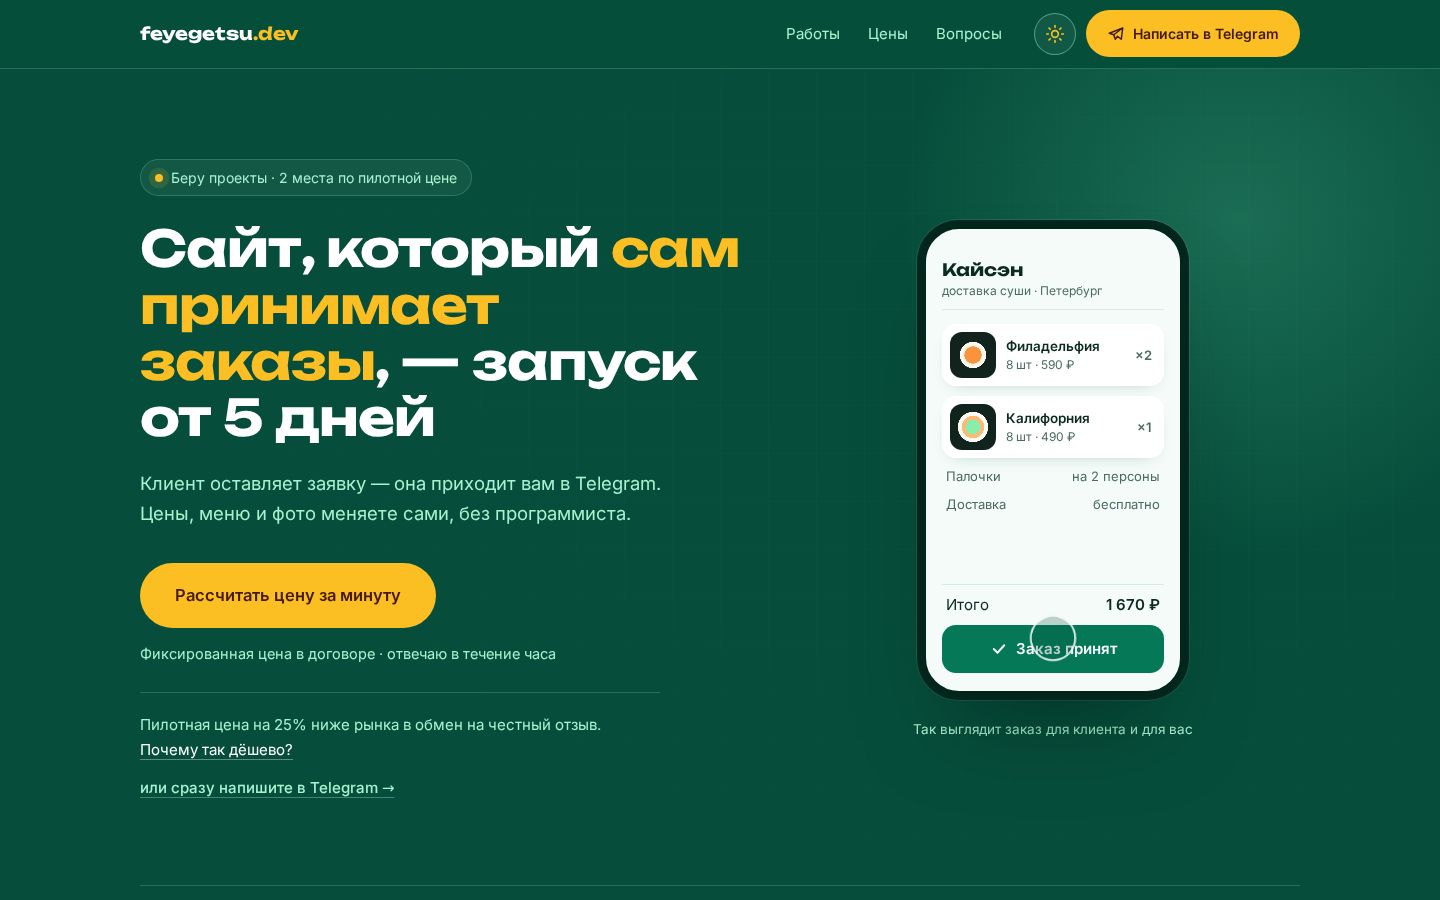 feyegetsu.dev
Работы
Цены
Вопросы
Написать в Telegram
Беру проекты · 2 места по пилотной цене
Сайт, который сам
принимает
заказы, — запуск
от 5 дней
Клиент оставляет заявку — она приходит вам в Telegram.
Цены, меню и фото меняете сами, без программиста.
Рассчитать цену за минуту
Фиксированная цена в договоре · отвечаю в течение часа
Пилотная цена на 25% ниже рынка в обмен на честный отзыв.
Почему так дёшево?
или сразу напишите в Telegram →
Кайсэн
доставка суши · Петербург
Филадельфия
8 шт · 590 ₽
×2
Калифорния
8 шт · 490 ₽
×1
Палочки на 2 персоны
Доставка бесплатно
Итого 1 670 ₽
Заказ принят
Так выглядит заказ для клиента и для вас